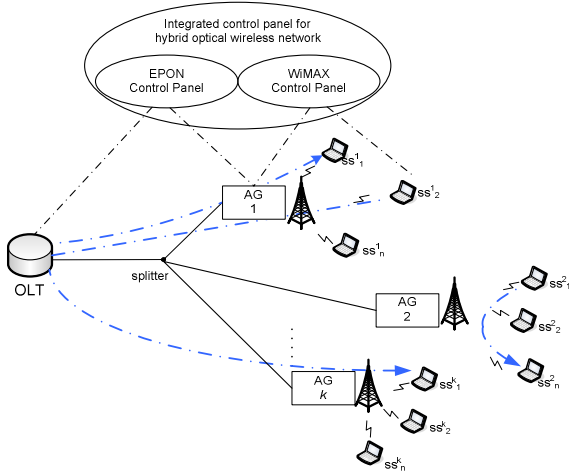 Integrated control panel for
hybrid optical wireless network
EPON
Control Panel
WiMAX
Control Panel
ss¹₁
ss¹₂
AG
1
ss¹ₙ
splitter
OLT
ss²₁
AG
2
ss²₂
ss²ₙ
AG
k
ssᵏ₁
ssᵏ₂
ssᵏₙ